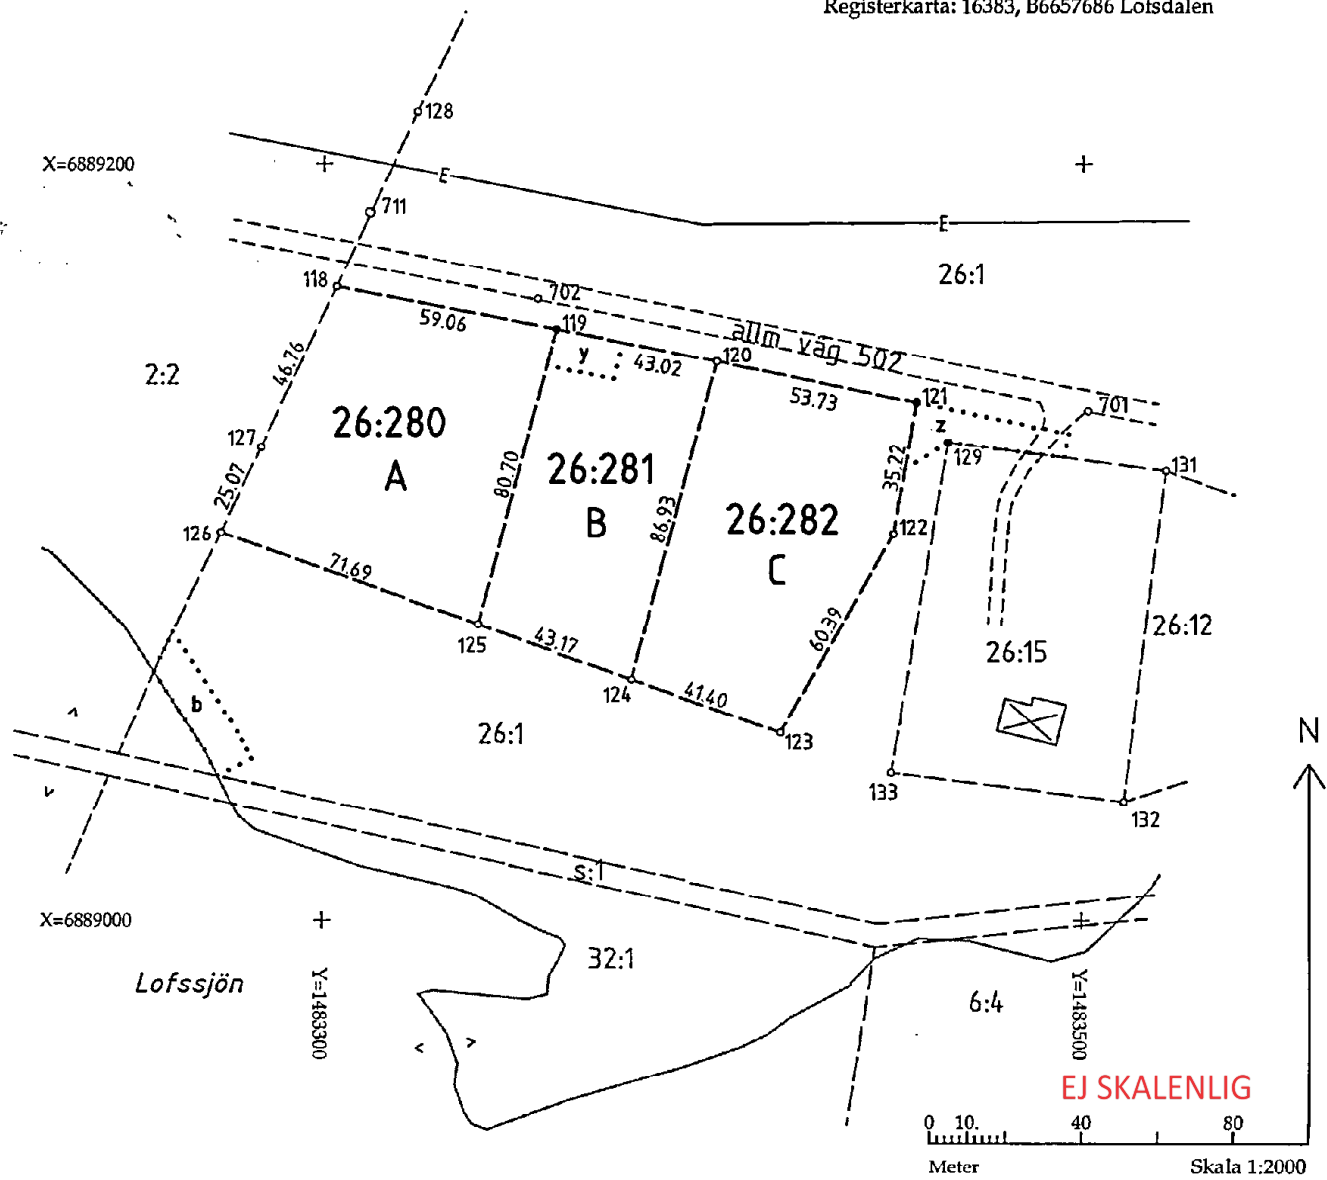 Registerkarta: 16383, B6657686 Lofsdalen
128
X=6889200
E
711
E
26:1
118
702
59.06
119
allm väg 502
y
43.02
120
2:2
46.76
53.73
121
701
z
26:280
127
129
131
A
80.70
26:281
35.22
25.07
B
86.93
26:282
126
122
C
71.69
60.39
26:12
125
43.17
26:15
124
41.40
b
26:1
123
N
133
132
s:1
X=6889000
32:1
Lofssjön
Y=1483300
6:4
Y=1483500
EJ SKALENLIG
0 10. 40 80
Meter Skala 1:2000